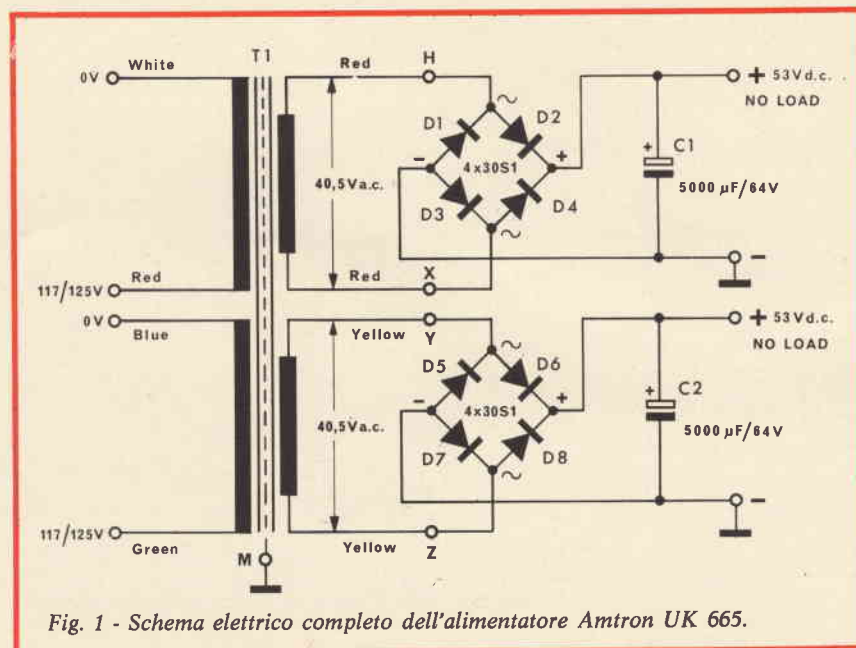 T1
0V White Red H
+ 53Vd.c.
NO LOAD
D1 D2
C1
+
- 4x30S1 +
40,5Va.c.
5000 µF/64V
D3 D4
~
~
X
117/125V Red Red
-
0V Blue Yellow Y
+ 53Vd.c.
NO LOAD
D5 D6
C2
+
- 4x30S1 +
40,5Va.c.
5000 µF/64V
D7 D8
~
~
117/125V Green Yellow Z
-
M
Fig. 1 - Schema elettrico completo dell'alimentatore Amtron UK 665.